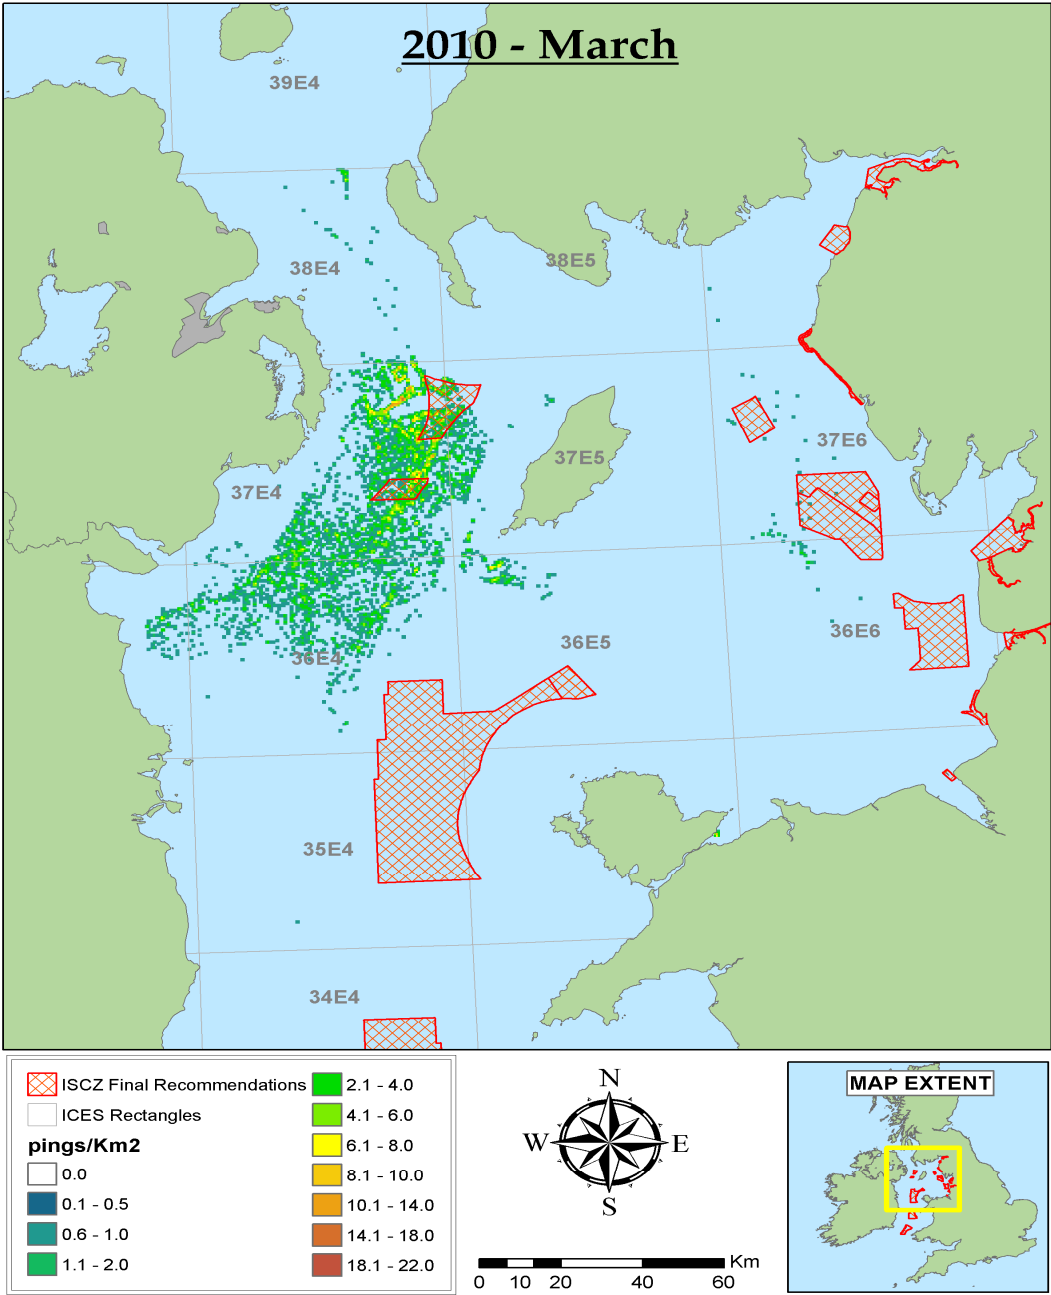 2010 - March
39E4
38E4
38E5
37E6
37E5
37E4
36E6
36E5
36E4
35E4
34E4
ISCZ Final Recommendations
ICES Rectangles
pings/Km2
0.0
0.1 - 0.5
0.6 - 1.0
1.1 - 2.0
2.1 - 4.0
4.1 - 6.0
6.1 - 8.0
8.1 - 10.0
10.1 - 14.0
14.1 - 18.0
18.1 - 22.0
N
W E
S
Km
0 10 20 40 60
MAP EXTENT